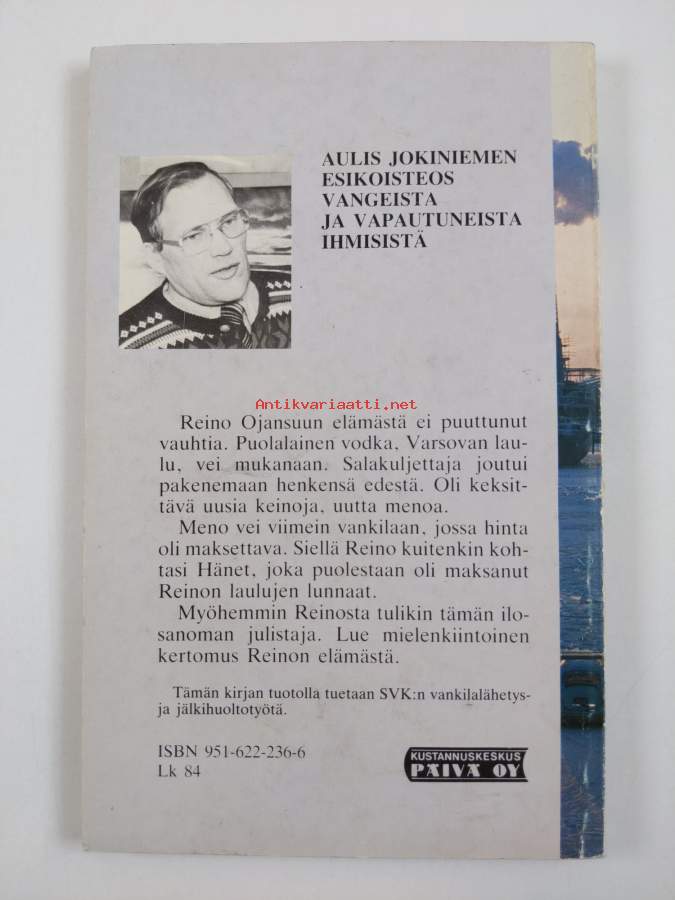 AULIS JOKINIEMEN
ESIKOISTEOS
VANGEISTA
JA VAPAUTUNEISTA
IHMISISTÄ
Antikvariaatti.net
Reino Ojansuun elämästä ei puuttunut
vauhtia. Puolalainen vodka, Varsovan lau-
lu, vei mukanaan. Salakuljettaja joutui
pakenemaan henkensä edestä. Oli keksit-
tävä uusia keinoja, uutta menoa.
Meno vei viimein vankilaan, jossa hinta
oli maksettava. Siellä Reino kuitenkin koh-
tasi Hänet, joka puolestaan oli maksanut
Reinon laulujen lunnaat.
Myöhemmin Reinosta tulikin tämän ilo-
sanoman julistaja. Lue mielenkiintoinen
kertomus Reinon elämästä.
Tämän kirjan tuotolla tuetaan SVK:n vankilalähetys-
ja jälkihuoltotyötä.
ISBN 951-622-236-6
Lk 84
KUSTANNUSKESKUS
PÄIVÄ OY